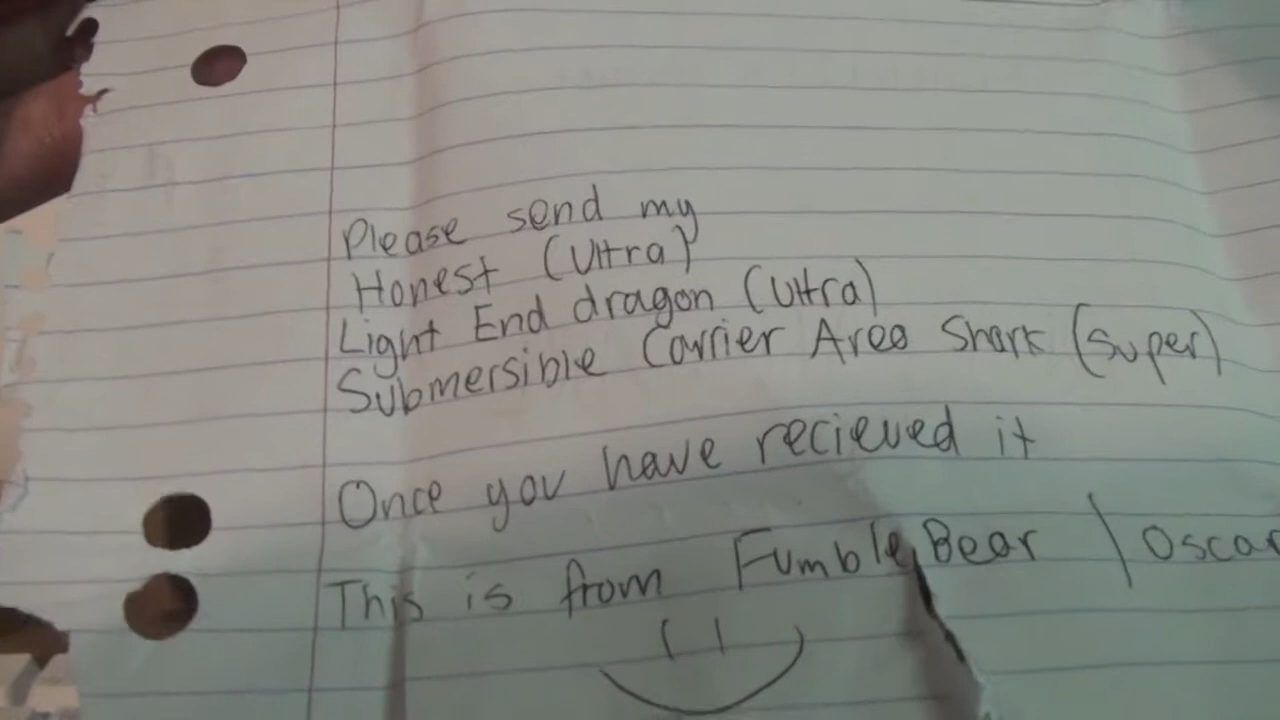 Please send my
Honest (Ultra)
Light End dragon (Ultra)
Submersible Carrier Area Shark (super)
Once you have recieved it
This is from Fumble Bear \ Oscar